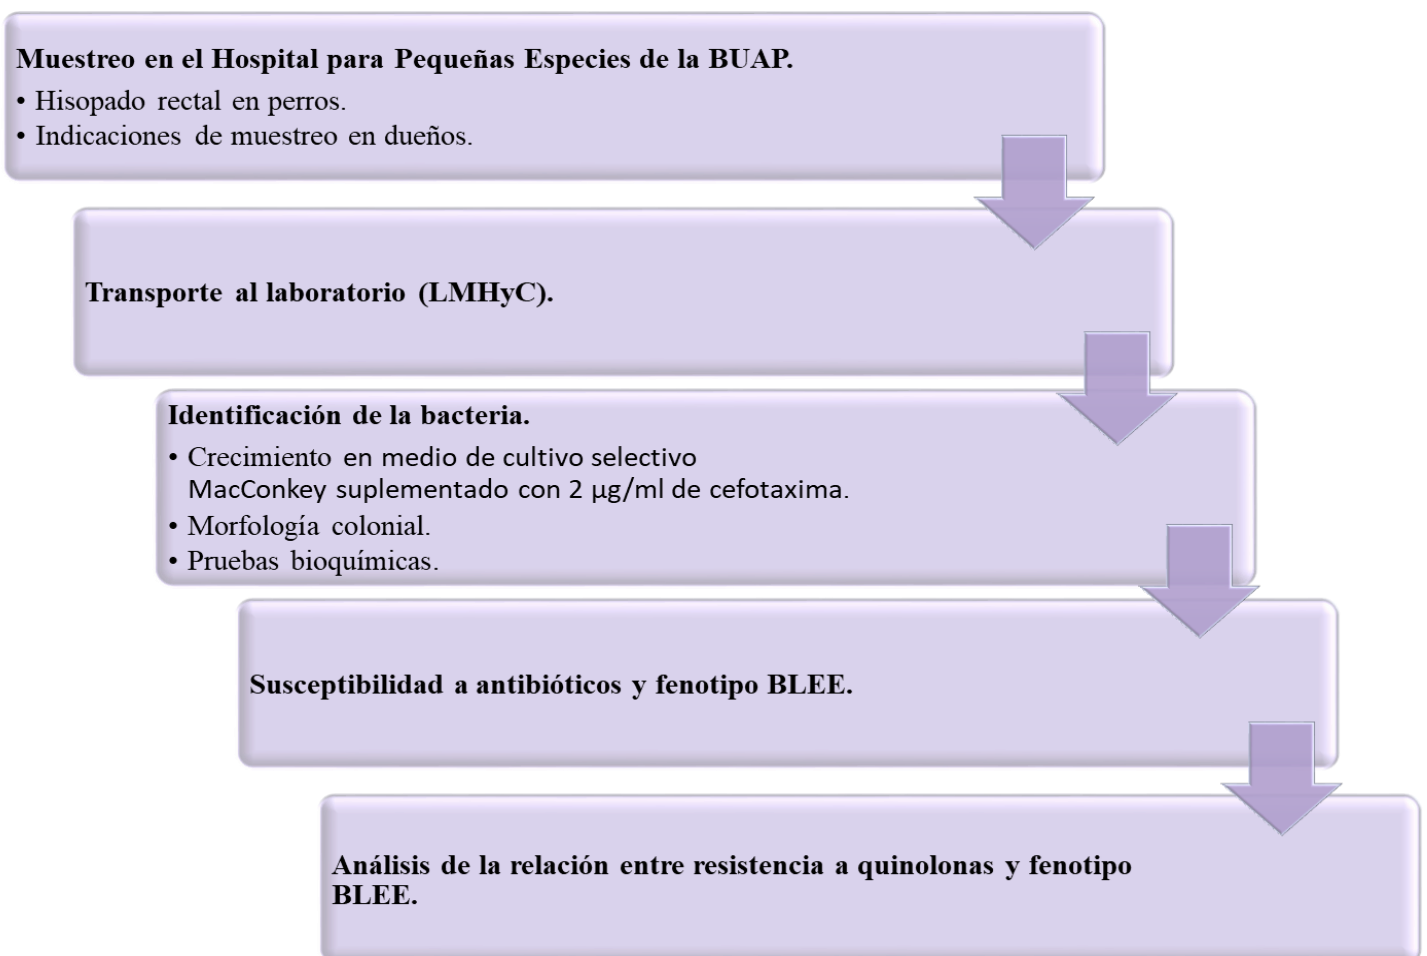 Muestreo en el Hospital para Pequeñas Especies de la BUAP.
• Hisopado rectal en perros.
• Indicaciones de muestreo en dueños.
Transporte al laboratorio (LMHyC).
Identificación de la bacteria.
• Crecimiento en medio de cultivo selectivo
MacConkey suplementado con 2 µg/ml de cefotaxima.
• Morfología colonial.
• Pruebas bioquímicas.
Susceptibilidad a antibióticos y fenotipo BLEE.
Análisis de la relación entre resistencia a quinolonas y fenotipo
BLEE.